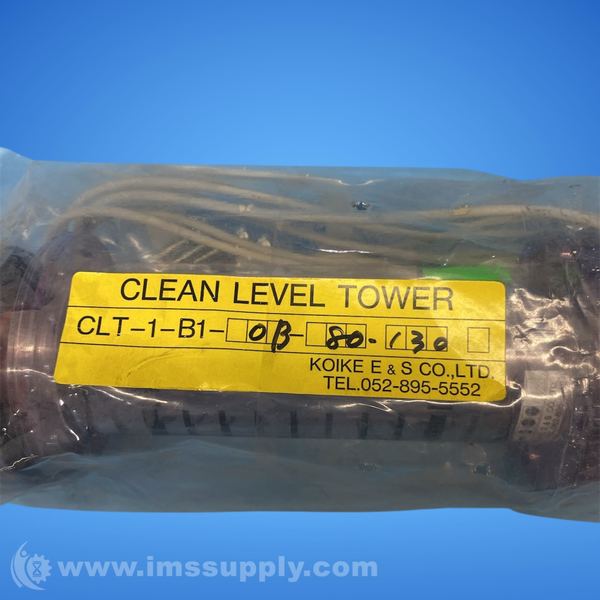 CLEAN LEVEL TOWER
CLT-1-B1-□0B-□80-□130□
KOIKE E & S CO.,LTD.
TEL.052-895-5552
www.imssupply.com